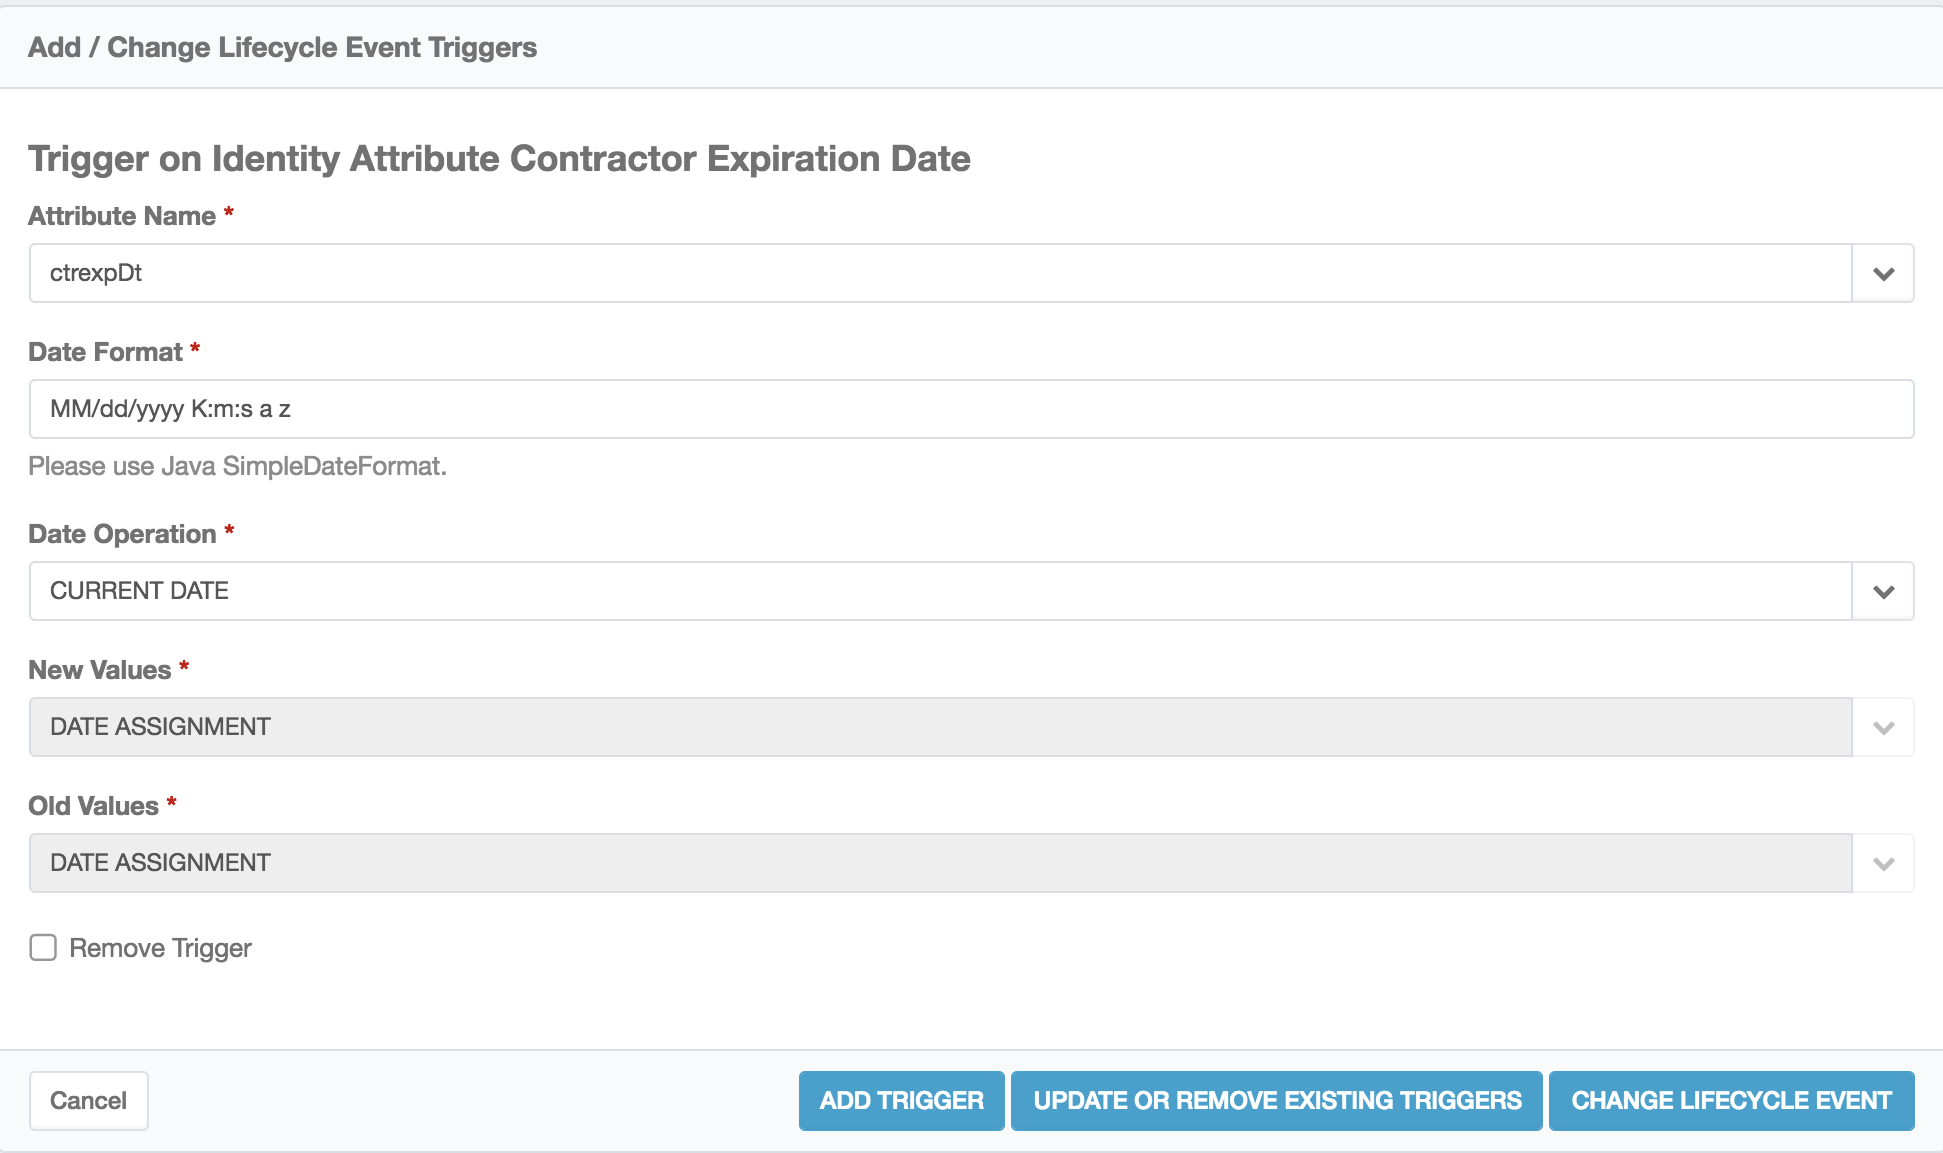 Add / Change Lifecycle Event Triggers
Trigger on Identity Attribute Contractor Expiration Date
Attribute Name *
ctrexpDt
Date Format *
MM/dd/yyyy K:m:s a z
Please use Java SimpleDateFormat.
Date Operation *
CURRENT DATE
New Values *
DATE ASSIGNMENT
Old Values *
DATE ASSIGNMENT
Remove Trigger
Cancel
ADD TRIGGER
UPDATE OR REMOVE EXISTING TRIGGERS
CHANGE LIFECYCLE EVENT